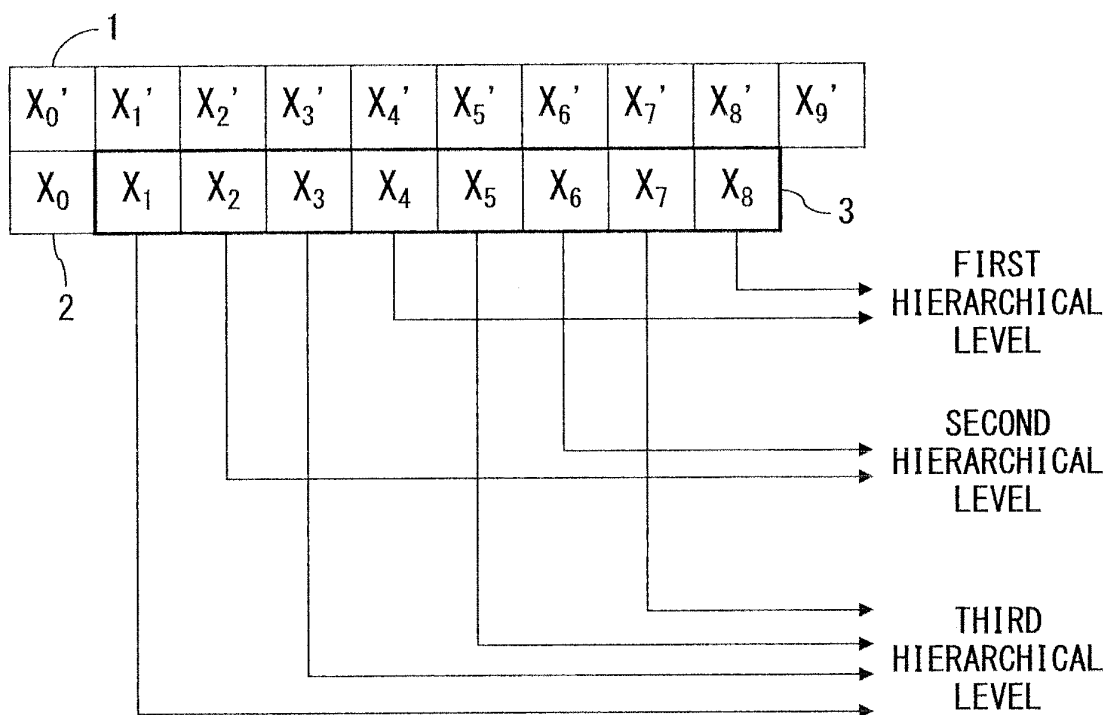 1
X₀' X₁' X₂' X₃' X₄' X₅' X₆' X₇' X₈' X₉'
X₀ X₁ X₂ X₃ X₄ X₅ X₆ X₇ X₈
3
2
FIRST
HIERARCHICAL
LEVEL
SECOND
HIERARCHICAL
LEVEL
THIRD
HIERARCHICAL
LEVEL